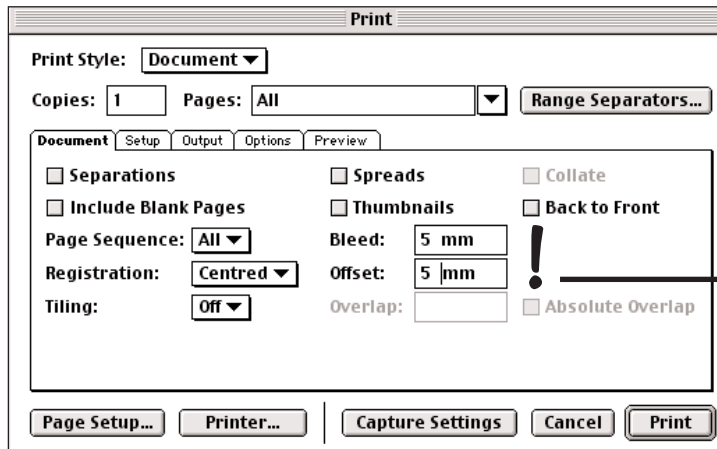 Print
Print Style: Document
Copies: 1 Pages: All Range Separators...
Document Setup Output Options Preview
Separations Spreads Collate
Include Blank Pages Thumbnails Back to Front
Page Sequence: All Bleed: 5 mm
!
Registration: Centred Offset: 5 mm
Tiling: Off Overlap: Absolute Overlap
Page Setup... Printer... Capture Settings Cancel Print